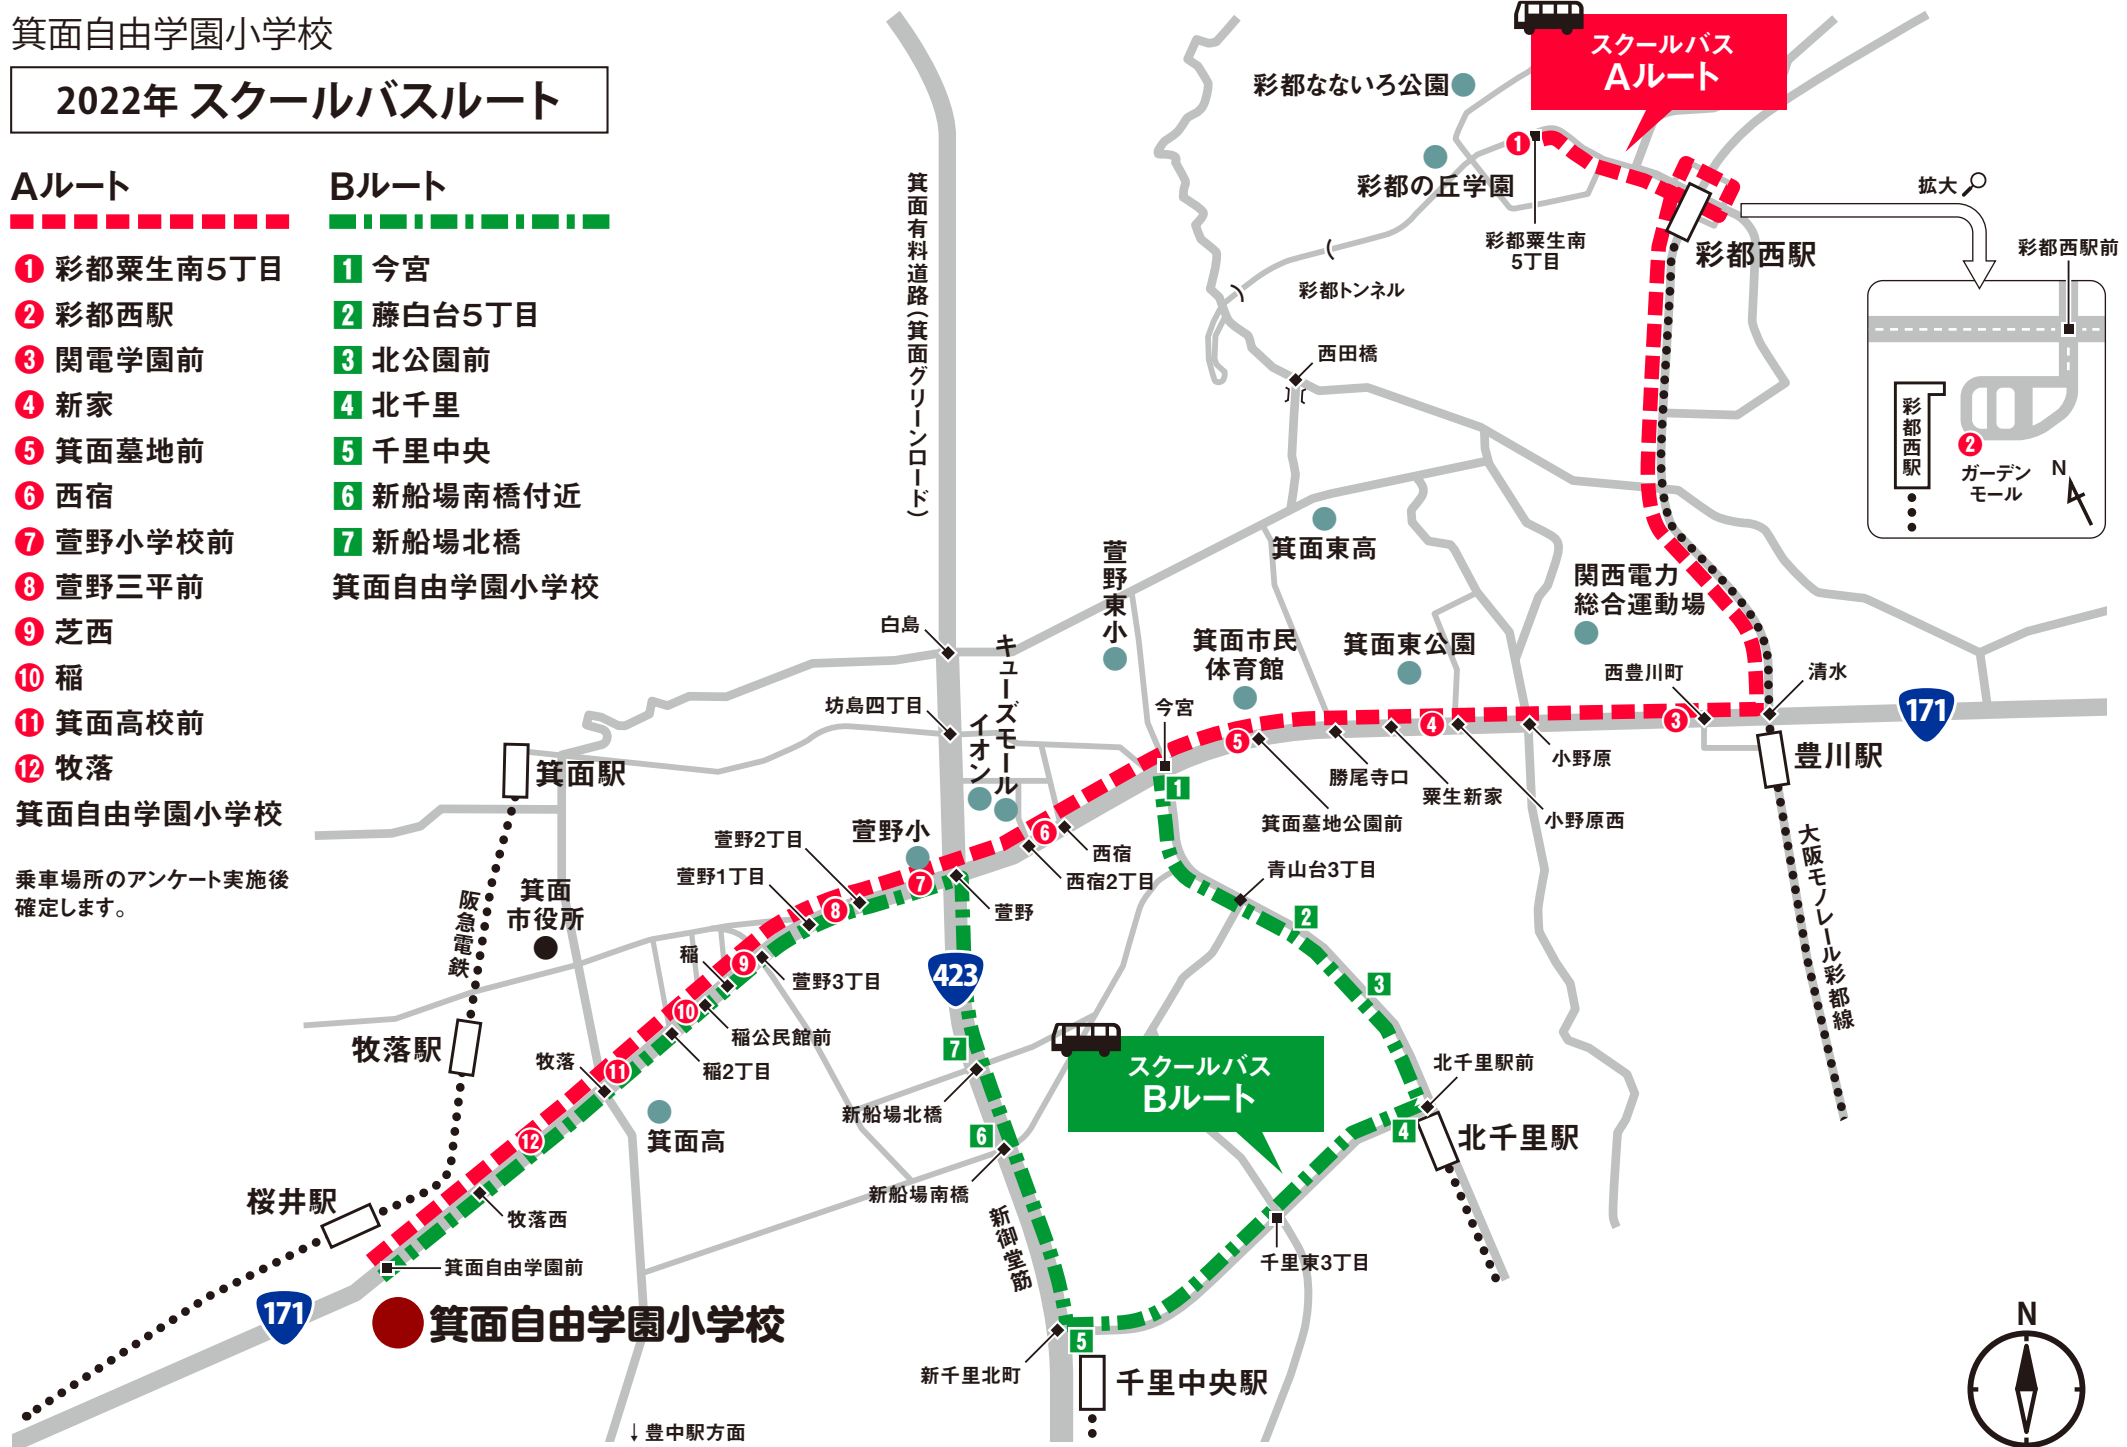 箕面自由学園小学校
2022年 スクールバスルート
Aルート
❶ 彩都粟生南5丁目
❷ 彩都西駅
❸ 関電学園前
❹ 新家
❺ 箕面墓地前
❻ 西宿
❼ 萱野小学校前
❽ 萱野三平前
❾ 芝西
❿ 稲
⓫ 箕面高校前
⓬ 牧落
箕面自由学園小学校
乗車場所のアンケート実施後
確定します。
Bルート
1 今宮
2 藤白台5丁目
3 北公園前
4 北千里
5 千里中央
6 新船場南橋付近
7 新船場北橋
箕面自由学園小学校
スクールバス
Aルート
彩都なないろ公園
彩都の丘学園
1
彩都粟生南
5丁目
彩都西駅
拡大
彩都西駅前
彩都西駅
2
ガーデン
モール
N
彩都トンネル
西田橋
箕面有料道路(箕面グリーンロード)
箕面東高
萱野東小
関西電力
総合運動場
白島
キューズモール
イオン
坊島四丁目
箕面市民
体育館
箕面東公園
西豊川町
清水
171
今宮
5
4
3
小野原
豊川駅
箕面駅
勝尾寺口
粟生新家
小野原西
箕面墓地公園前
1
6
西宿
西宿2丁目
萱野小
萱野2丁目
萱野1丁目
7
8
萱野
青山台3丁目
2
大阪モノレール彩都線
阪急電鉄
箕面
市役所
稲
9
萱野3丁目
423
3
10
稲公民館前
稲2丁目
牧落駅
牧落
11
7
新船場北橋
スクールバス
Bルート
北千里駅前
4
北千里駅
箕面高
12
6
新船場南橋
桜井駅
牧落西
新御堂筋
千里東3丁目
箕面自由学園前
171
箕面自由学園小学校
5
新千里北町
千里中央駅
↓豊中駅方面
N